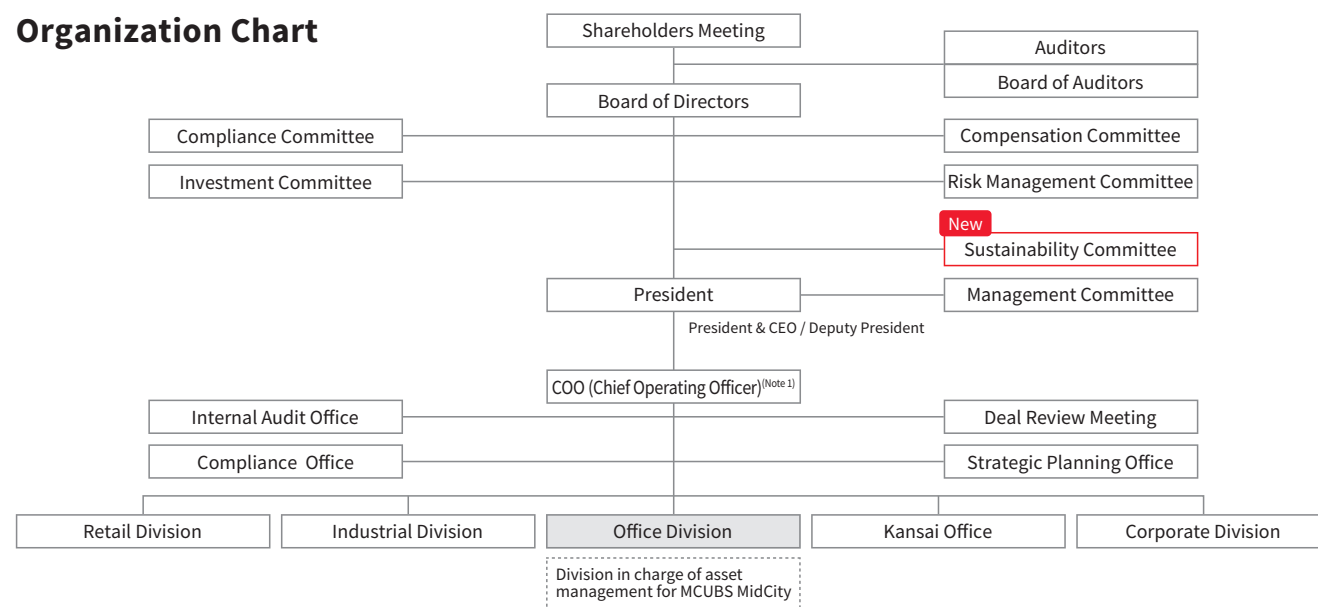 Organization Chart
Shareholders Meeting
Auditors
Board of Auditors
Board of Directors
Compliance Committee
Compensation Committee
Investment Committee
Risk Management Committee
New
Sustainability Committee
President
Management Committee
President & CEO / Deputy President
COO (Chief Operating Officer)(Note 1)
Internal Audit Office
Deal Review Meeting
Compliance Office
Strategic Planning Office
Retail Division
Industrial Division
Office Division
Kansai Office
Corporate Division
Division in charge of asset
management for MCUBS MidCity